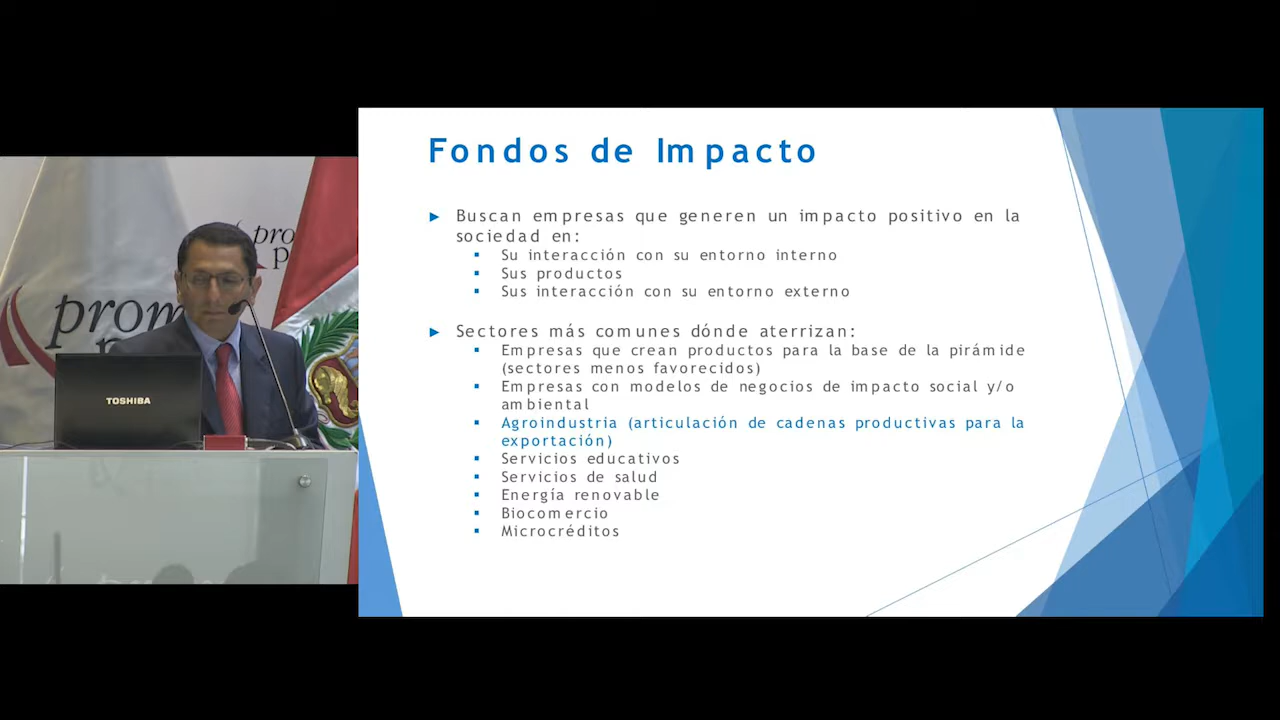 Fondos de Impacto
Buscan empresas que generen un impacto positivo en la
sociedad en:
Su interacción con su entorno interno
Sus productos
Sus interacción con su entorno externo
Sectores más comunes dónde aterrizan:
Empresas que crean productos para la base de la pirámide
(sectores menos favorecidos)
Empresas con modelos de negocios de impacto social y/o
ambiental
Agroindustria (articulación de cadenas productivas para la
exportación)
Servicios educativos
Servicios de salud
Energía renovable
Biocomercio
Microcréditos
pro
p
prom
TOSHIBA